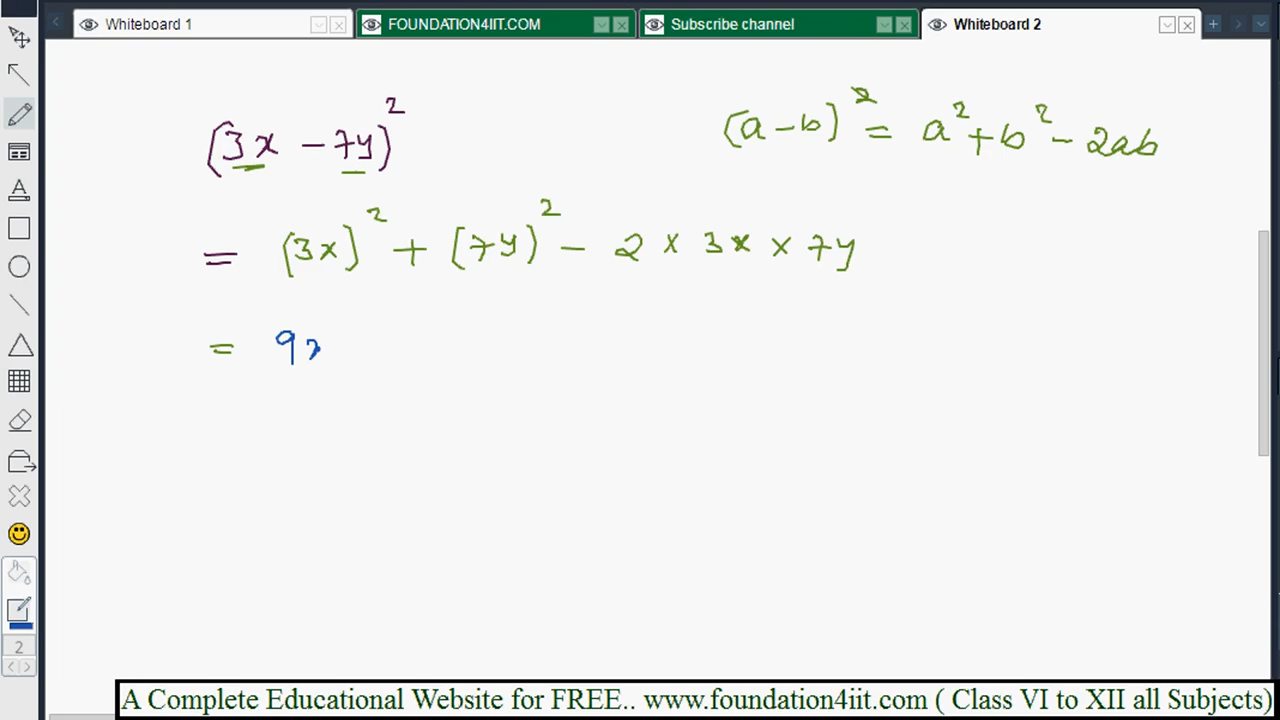 Whiteboard 1 FOUNDATION4IIT.COM Subscribe channel Whiteboard 2
(3x - 7y)² (a - b)² = a² + b² - 2ab
= (3x)² + (7y)² - 2 × 3x × 7y
= 9x
2
A Complete Educational Website for FREE.. www.foundation4iit.com ( Class VI to XII all Subjects)